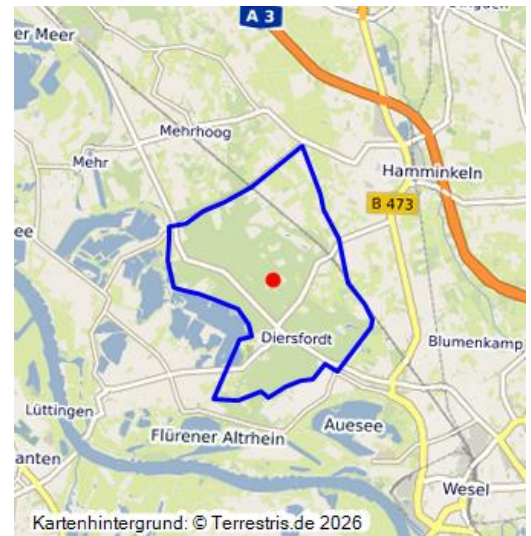 A 3
er Meer
Mehrhoog
Mehr
Hamminkeln
B 473
ee
Diersfordt
Blumenkamp
Lüttingen
Auesee
Flürener Altrhein
anten
Wesel
Kartenhintergrund: © Terrestris.de 2026